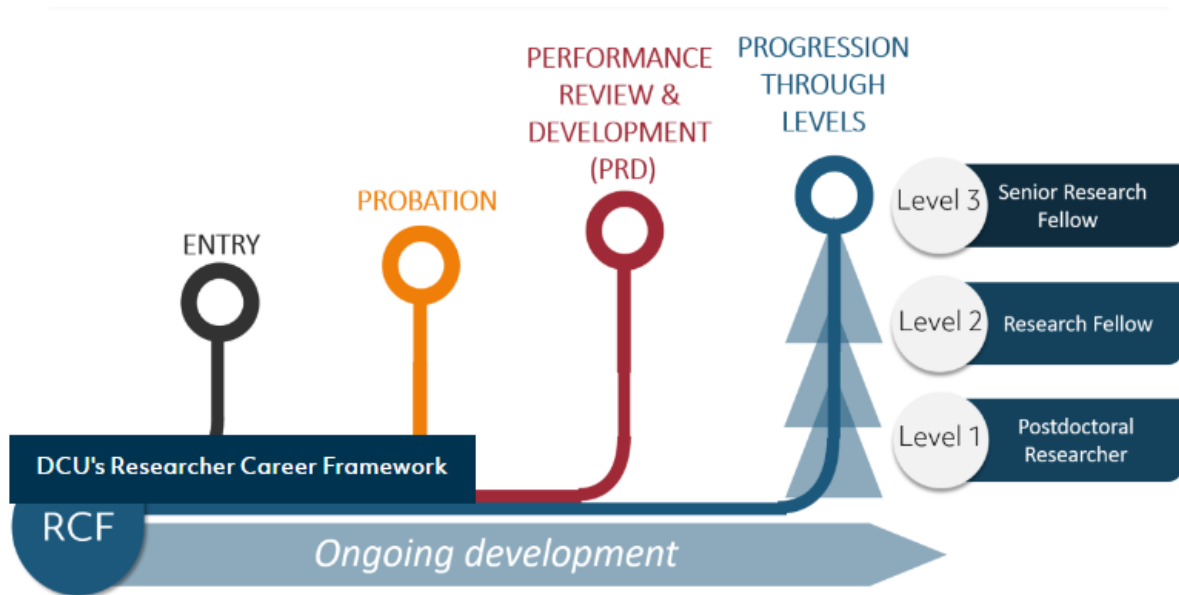 ENTRY
PROBATION
PERFORMANCE
REVIEW &
DEVELOPMENT
(PRD)
PROGRESSION
THROUGH
LEVELS
Level 3
Senior Research
Fellow
Level 2
Research Fellow
Level 1
Postdoctoral
Researcher
DCU's Researcher Career Framework
RCF
Ongoing development